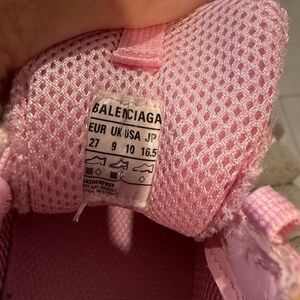 BALENCIAGA
EUR UK USA JP
27 9 10 16.5